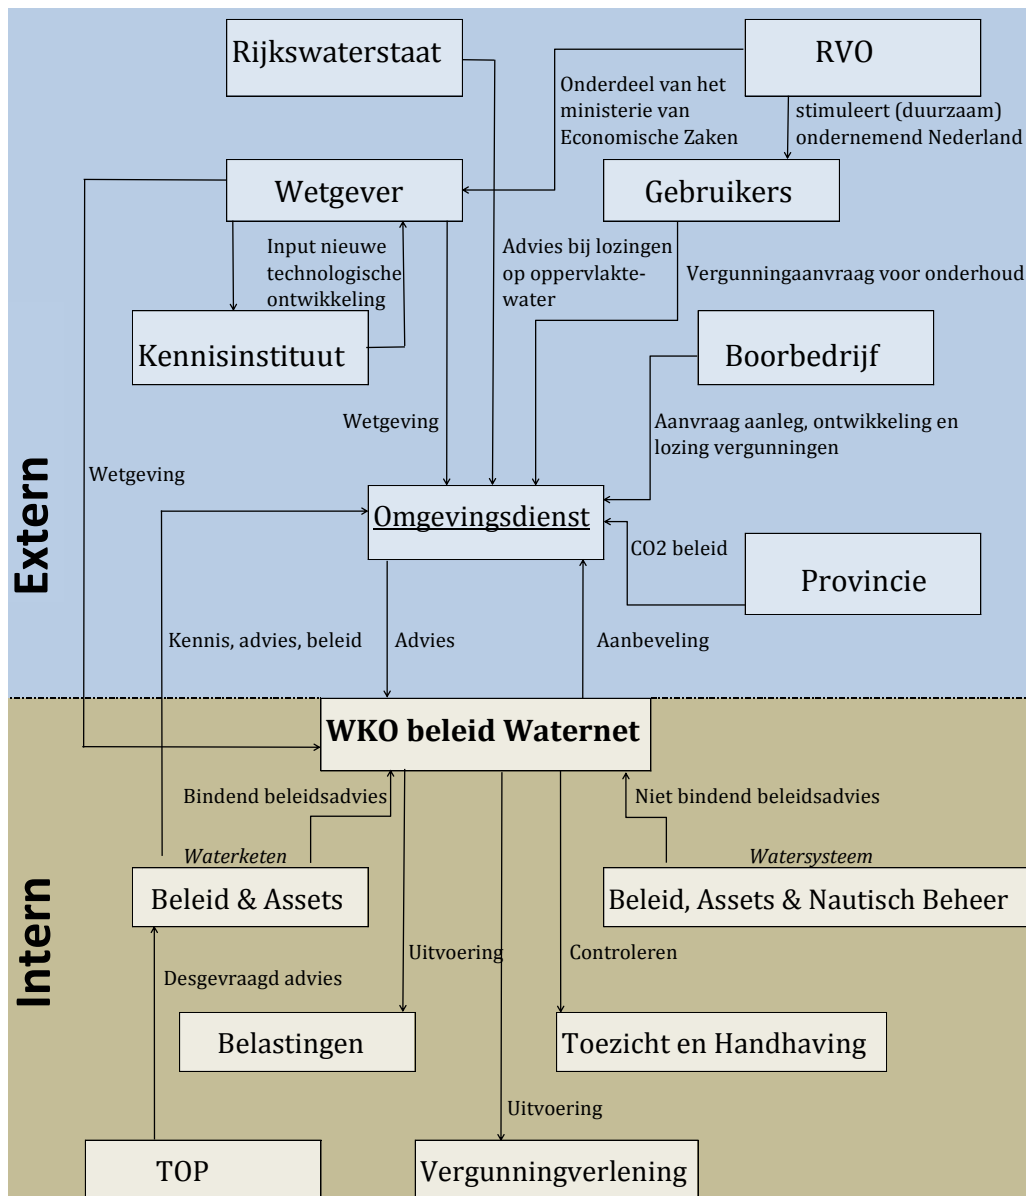 Rijkswaterstaat
RVO
Onderdeel van het
ministerie van
Economische Zaken
stimuleert (duurzaam)
ondernemend Nederland
Wetgever
Gebruikers
Input nieuwe
technologische
ontwikkeling
Advies bij lozingen
op oppervlakte-
water
Vergunningaanvraag voor onderhoud
Kennisinstituut
Boorbedrijf
Wetgeving
Aanvraag aanleg, ontwikkeling en
lozing vergunningen
Wetgeving
Extern
Omgevingsdienst
CO2 beleid
Provincie
Kennis, advies, beleid
Advies
Aanbeveling
WKO beleid Waternet
Bindend beleidsadvies
Niet bindend beleidsadvies
Waterketen
Watersysteem
Beleid & Assets
Beleid, Assets & Nautisch Beheer
Intern
Uitvoering
Controleren
Desgevraagd advies
Belastingen
Toezicht en Handhaving
Uitvoering
TOP
Vergunningverlening